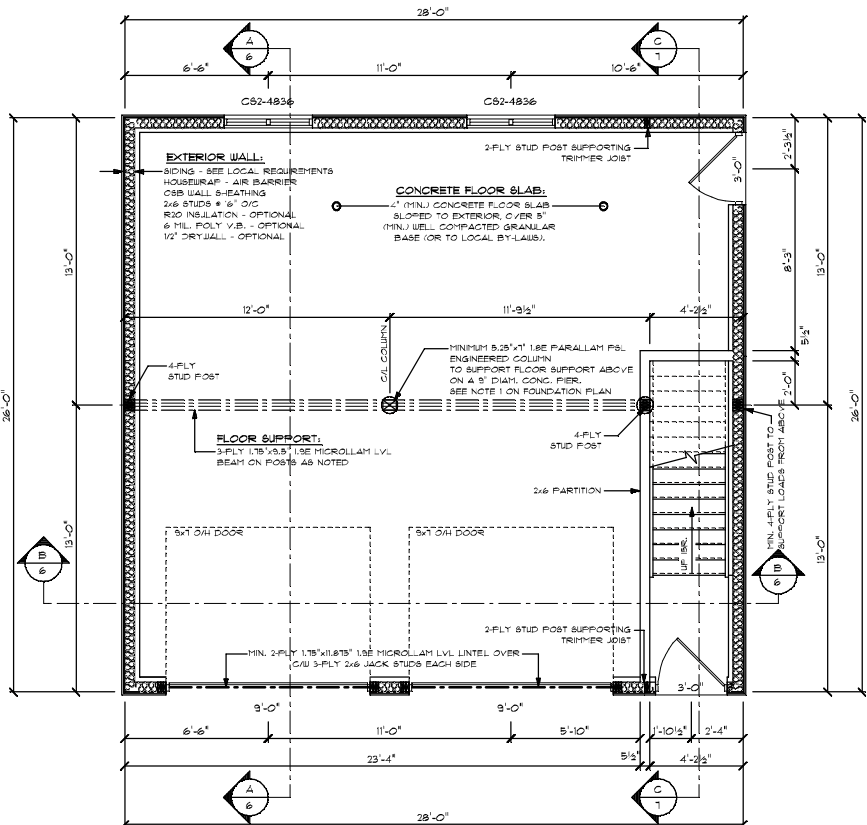 28'-0"
A
6
C
7
6'-6"
11'-0"
10'-6"
CS2-4836
CS2-4836
2-PLY STUD POST SUPPORTING
TRIMMER JOIST
2'-3½"
3'-0"
EXTERIOR WALL:
SIDING - SEE LOCAL REQUIREMENTS
HOUSEWRAP - AIR BARRIER
OSB WALL SHEATHING
2x6 STUDS @ 16" O/C
R20 INSULATION - OPTIONAL
6 MIL. POLY V.B. - OPTIONAL
1/2" DRYWALL - OPTIONAL
CONCRETE FLOOR SLAB:
4" (MIN.) CONCRETE FLOOR SLAB
SLOPED TO EXTERIOR, OVER 5"
(MIN.) WELL COMPACTED GRANULAR
BASE (OR TO LOCAL BY-LAWS).
13'-0"
8'-3"
13'-0"
12'-0"
11'-9½"
4'-2½"
5½"
C/L COLUMN
MINIMUM 5.25"x7" 1.8E PARALLAM PSL
ENGINEERED COLUMN
TO SUPPORT FLOOR SUPPORT ABOVE
ON A 9" DIAM. CONC. PIER.
SEE NOTE 1 ON FOUNDATION PLAN
4-PLY
STUD POST
2'-0"
26'-0"
26'-0"
FLOOR SUPPORT:
3-PLY 1.75"x9.5" 1.9E MICROLLAM LVL
BEAM ON POSTS AS NOTED
4-PLY
STUD POST
MIN. 4-PLY STUD POST TO
SUPPORT LOADS FROM ABOVE
2x6 PARTITION
13'-0"
13'-0"
9x7 O/H DOOR
9x7 O/H DOOR
B
6
B
6
2-PLY STUD POST SUPPORTING
TRIMMER JOIST
MIN. 2-PLY 1.75"x11.875" 1.9E MICROLLAM LVL LINTEL OVER
C/W 3-PLY 2x6 JACK STUDS EACH SIDE
3'-0"
9'-0"
9'-0"
6'-6"
11'-0"
5'-10"
1'-10½"
2'-4"
23'-4"
5½"
4'-2½"
A
6
C
7
28'-0"